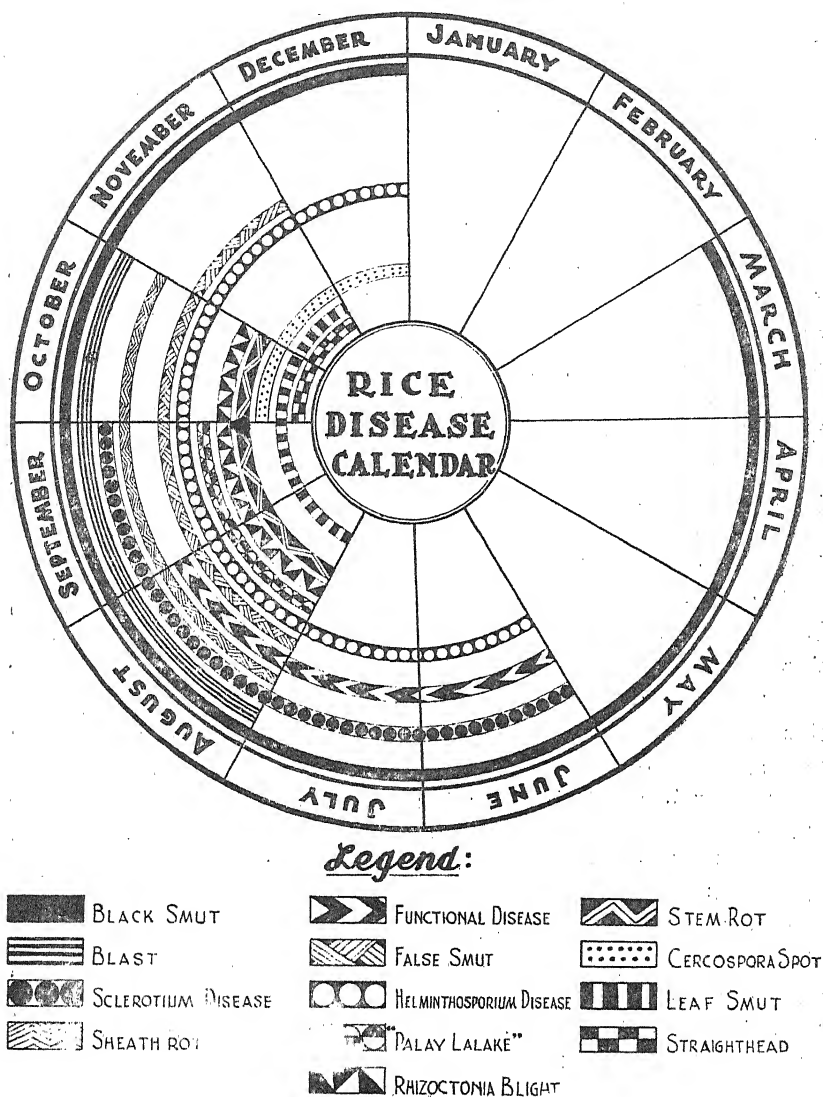 JANUARY
FEBRUARY
MARCH
APRIL
MAY
JUNE
JULY
AUGUST
SEPTEMBER
OCTOBER
NOVEMBER
DECEMBER
RICE
DISEASE
CALENDAR
Legend:
BLACK SMUT
BLAST
SCLEROTIUM DISEASE
SHEATH ROT
FUNCTIONAL DISEASE
FALSE SMUT
HELMINTHOSPORIUM DISEASE
"PALAY LALAKE"
RHIZOCTONIA BLIGHT
STEM ROT
CERCOSPORA SPOT
LEAF SMUT
STRAIGHTHEAD